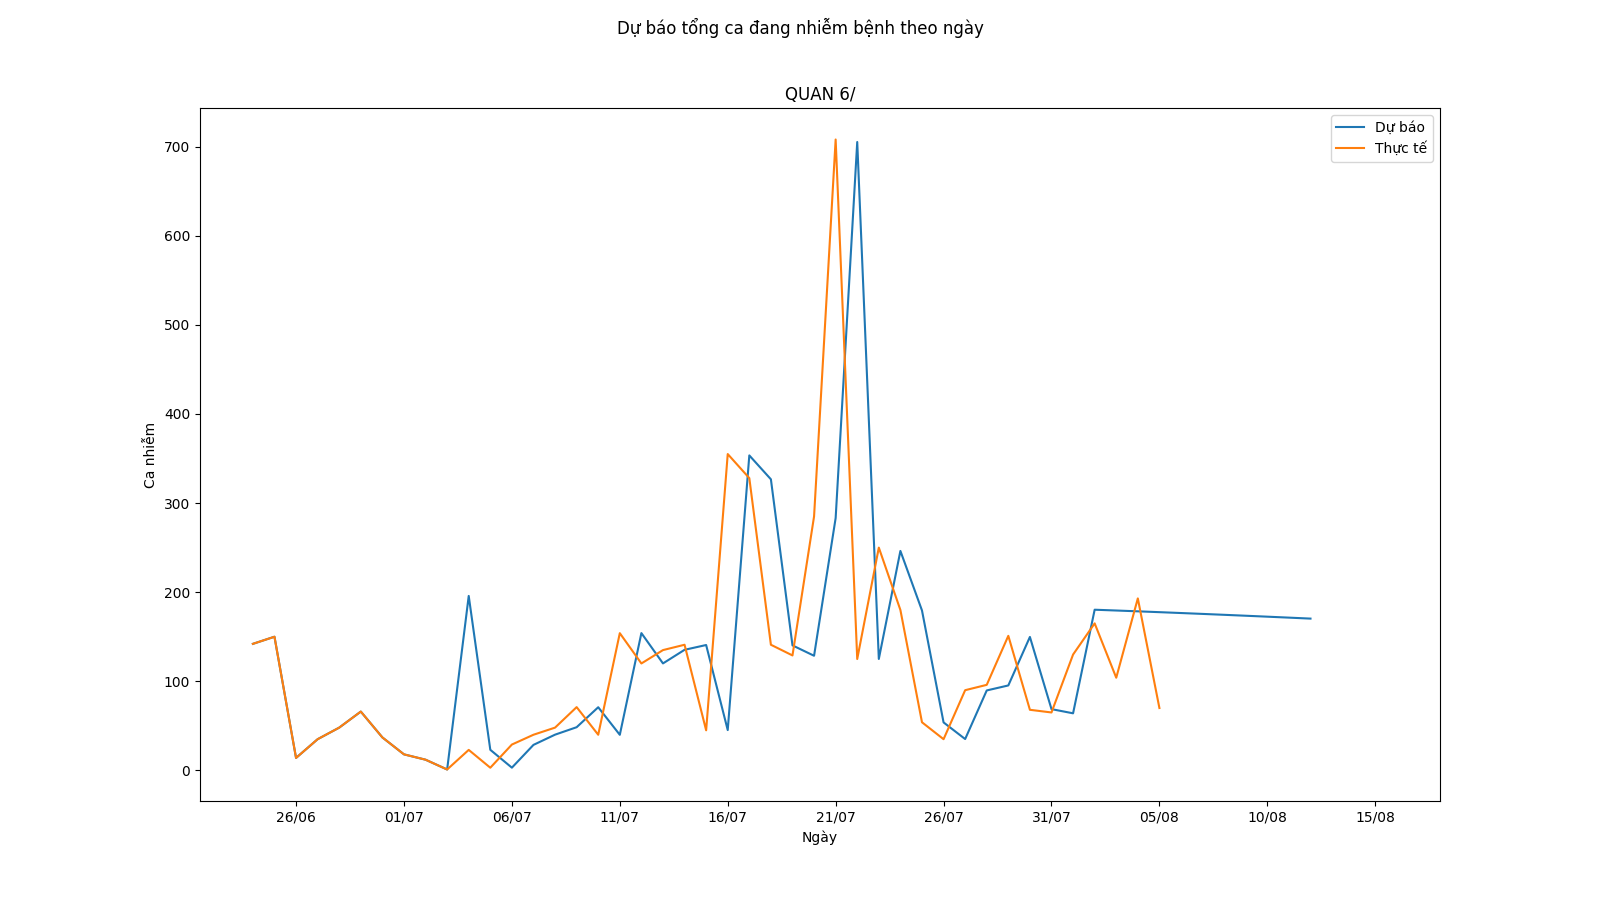 Dự báo tổng ca đang nhiễm bệnh theo ngày
QUAN 6/
Dự báo
Thực tế
700
600
500
400
300
200
100
0
Ca nhiễm
26/06 01/07 06/07 11/07 16/07 21/07 26/07 31/07 05/08 10/08 15/08
Ngày